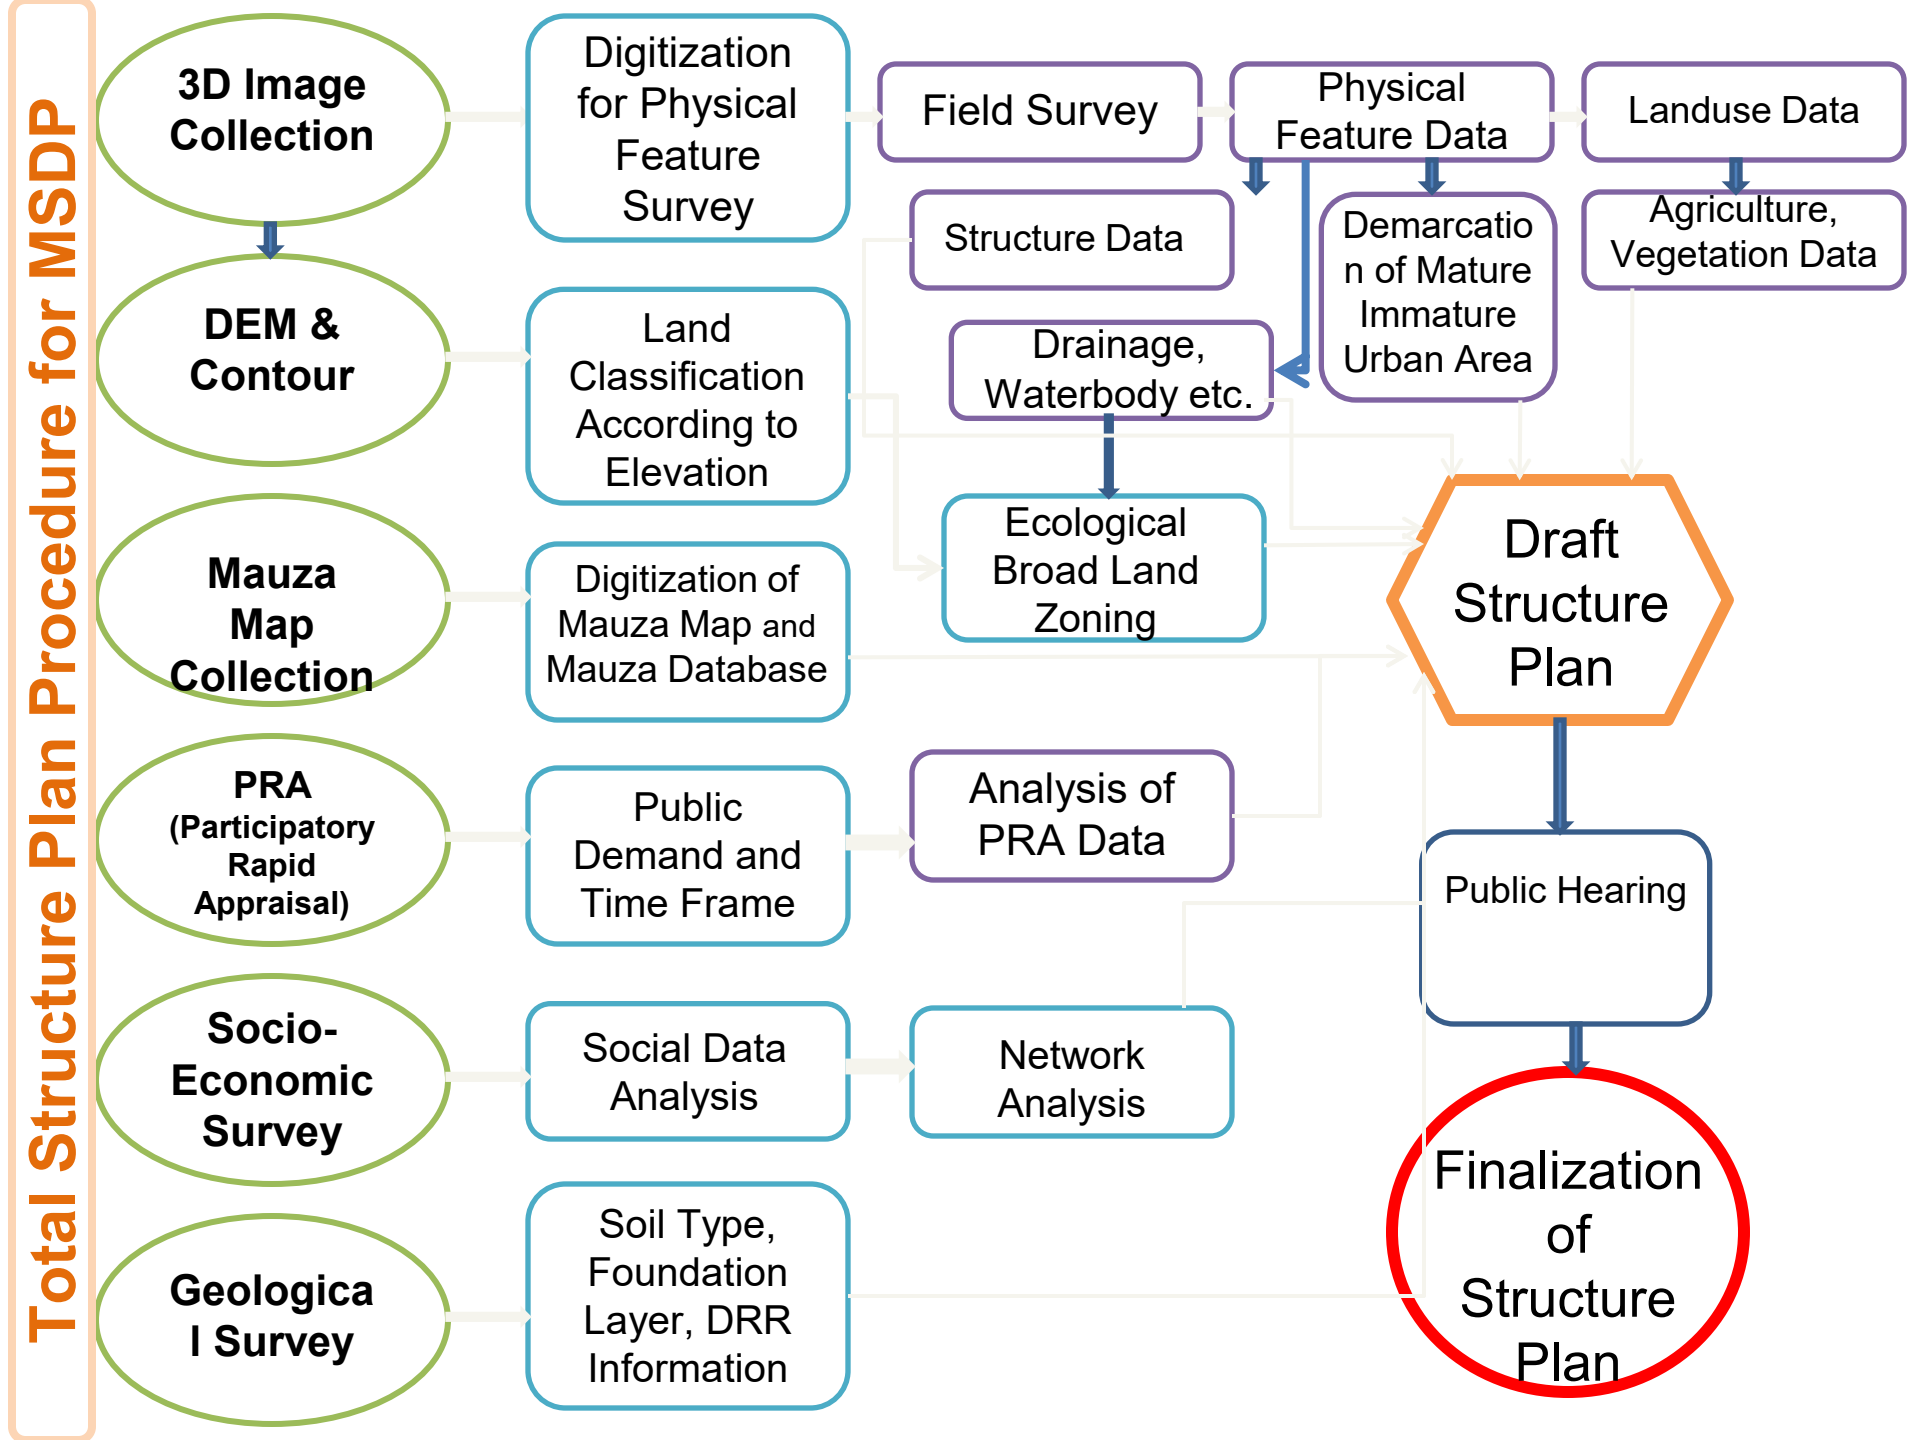 Total Structure Plan Procedure for MSDP
3D Image
Collection
Digitization
for Physical
Feature
Survey
Field Survey
Physical
Feature Data
Landuse Data
Structure Data
Demarcatio
n of Mature
Immature
Urban Area
Agriculture,
Vegetation Data
DEM &
Contour
Land
Classification
According to
Elevation
Drainage,
Waterbody etc.
Ecological
Broad Land
Zoning
Draft
Structure
Plan
Mauza
Map
Collection
Digitization of
Mauza Map and
Mauza Database
PRA
(Participatory
Rapid
Appraisal)
Public
Demand and
Time Frame
Analysis of
PRA Data
Public Hearing
Socio-
Economic
Survey
Social Data
Analysis
Network
Analysis
Finalization
of
Structure
Plan
Geologica
l Survey
Soil Type,
Foundation
Layer, DRR
Information